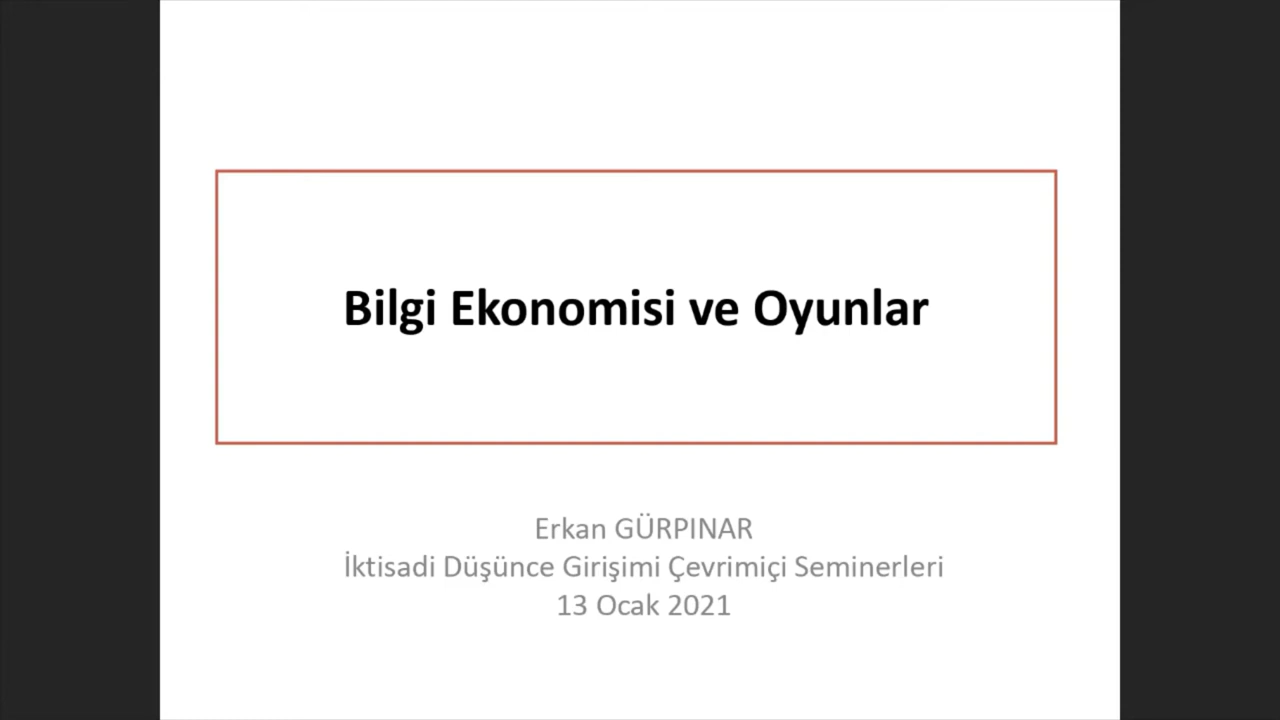 Bilgi Ekonomisi ve Oyunlar
Erkan GÜRPINAR
İktisadi Düşünce Girişimi Çevrimiçi Seminerleri
13 Ocak 2021